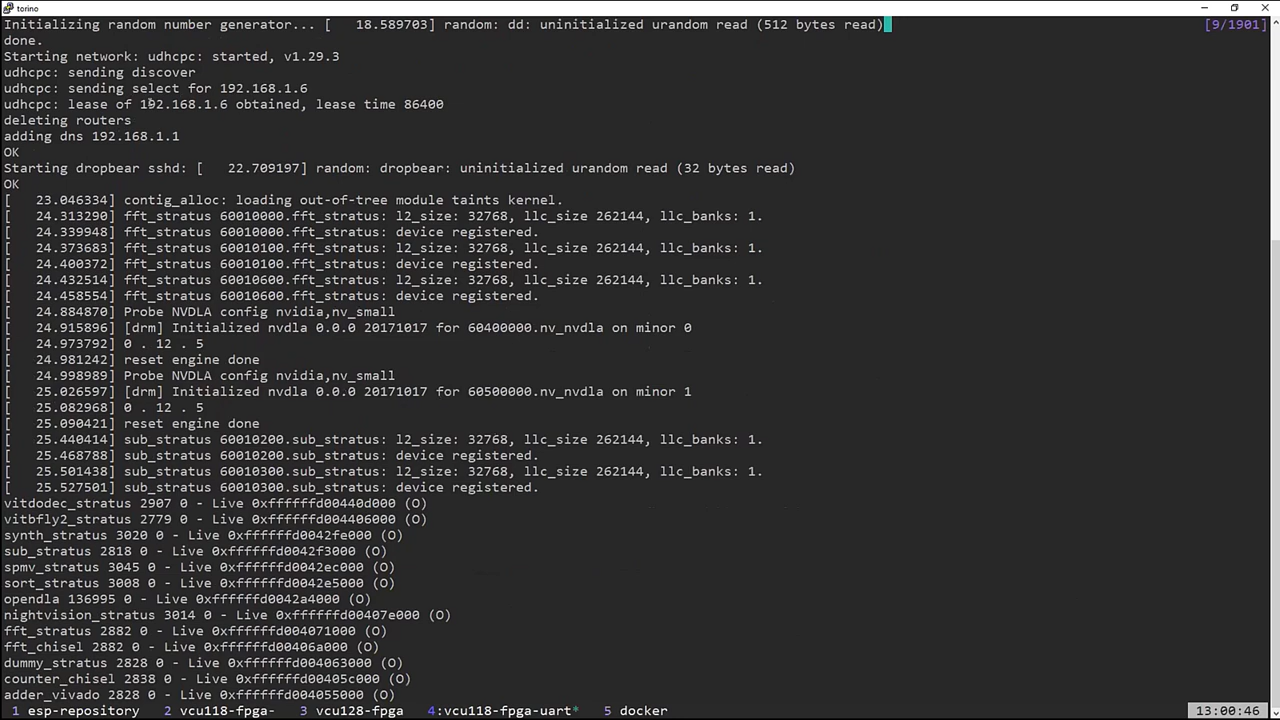 torino
Initializing random number generator... [   18.589703] random: dd: uninitialized urandom read (512 bytes read) [9/1901]
done.
Starting network: udhcpc: started, v1.29.3
udhcpc: sending discover
udhcpc: sending select for 192.168.1.6
udhcpc: lease of 192.168.1.6 obtained, lease time 86400
deleting routers
adding dns 192.168.1.1
OK
Starting dropbear sshd: [   22.709197] random: dropbear: uninitialized urandom read (32 bytes read)
OK
[   23.046334] contig_alloc: loading out-of-tree module taints kernel.
[   24.313290] fft_stratus 60010000.fft_stratus: l2_size: 32768, llc_size 262144, llc_banks: 1.
[   24.339948] fft_stratus 60010000.fft_stratus: device registered.
[   24.373683] fft_stratus 60010100.fft_stratus: l2_size: 32768, llc_size 262144, llc_banks: 1.
[   24.400372] fft_stratus 60010100.fft_stratus: device registered.
[   24.432514] fft_stratus 60010600.fft_stratus: l2_size: 32768, llc_size 262144, llc_banks: 1.
[   24.458554] fft_stratus 60010600.fft_stratus: device registered.
[   24.884870] Probe NVDLA config nvidia,nv_small
[   24.915896] [drm] Initialized nvdla 0.0.0 20171017 for 60400000.nv_nvdla on minor 0
[   24.973792] 0 . 12 . 5
[   24.981242] reset engine done
[   24.998989] Probe NVDLA config nvidia,nv_small
[   25.026597] [drm] Initialized nvdla 0.0.0 20171017 for 60500000.nv_nvdla on minor 1
[   25.082968] 0 . 12 . 5
[   25.090421] reset engine done
[   25.440414] sub_stratus 60010200.sub_stratus: l2_size: 32768, llc_size 262144, llc_banks: 1.
[   25.468788] sub_stratus 60010200.sub_stratus: device registered.
[   25.501438] sub_stratus 60010300.sub_stratus: l2_size: 32768, llc_size 262144, llc_banks: 1.
[   25.527501] sub_stratus 60010300.sub_stratus: device registered.
vitdodec_stratus 2907 0 - Live 0xffffffd00440d000 (O)
vitbfly2_stratus 2779 0 - Live 0xffffffd004406000 (O)
synth_stratus 3020 0 - Live 0xffffffd0042fe000 (O)
sub_stratus 2818 0 - Live 0xffffffd0042f3000 (O)
spmv_stratus 3045 0 - Live 0xffffffd0042ec000 (O)
sort_stratus 3008 0 - Live 0xffffffd0042e5000 (O)
opendla 136995 0 - Live 0xffffffd0042a4000 (O)
nightvision_stratus 3014 0 - Live 0xffffffd00407e000 (O)
fft_stratus 2882 0 - Live 0xffffffd004071000 (O)
fft_chisel 2882 0 - Live 0xffffffd00406a000 (O)
dummy_stratus 2828 0 - Live 0xffffffd004063000 (O)
counter_chisel 2838 0 - Live 0xffffffd00405c000 (O)
adder_vivado 2828 0 - Live 0xffffffd004055000 (O)
1 esp-repository   2 vcu118-fpga-   3 vcu128-fpga   4:vcu118-fpga-uart*   5 docker   13:00:46